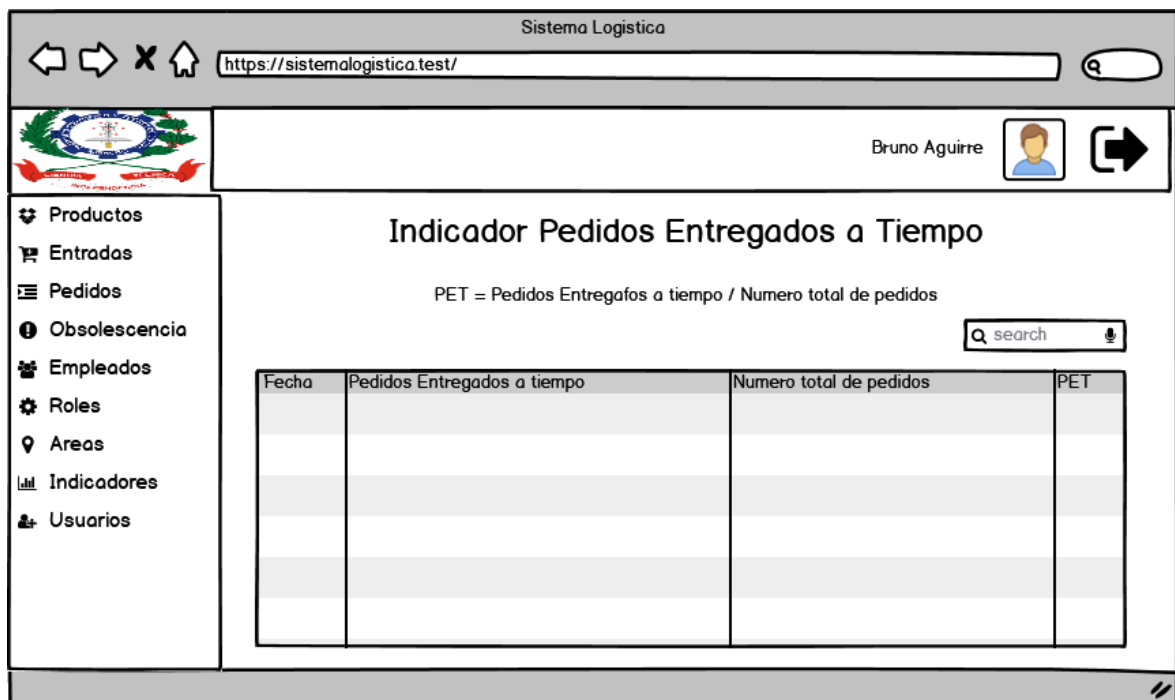 Sistema Logistica
https://sistemalogistica.test/
Bruno Aguirre
Productos
Entradas
Pedidos
Obsolescencia
Empleados
Roles
Areas
Indicadores
Usuarios
Indicador Pedidos Entregados a Tiempo
PET = Pedidos Entregafos a tiempo / Numero total de pedidos
search
Fecha Pedidos Entregados a tiempo Numero total de pedidos PET